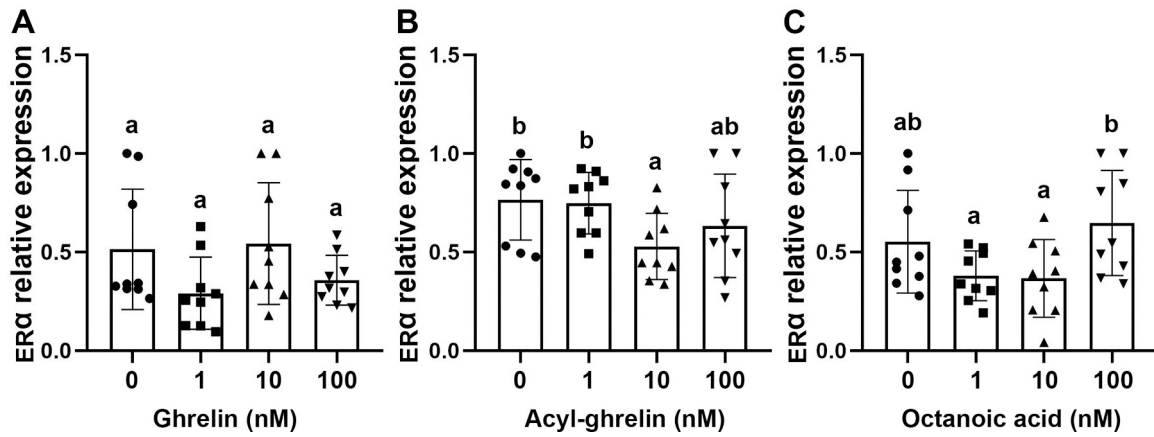 A
ERα relative expression
1.5
1.0
0.5
0.0
a
a
a
a
0
1
10
100
Ghrelin (nM)
B
ERα relative expression
1.5
1.0
0.5
0.0
b
b
a
ab
0
1
10
100
Acyl-ghrelin (nM)
C
ERα relative expression
1.5
1.0
0.5
0.0
ab
a
a
b
0
1
10
100
Octanoic acid (nM)